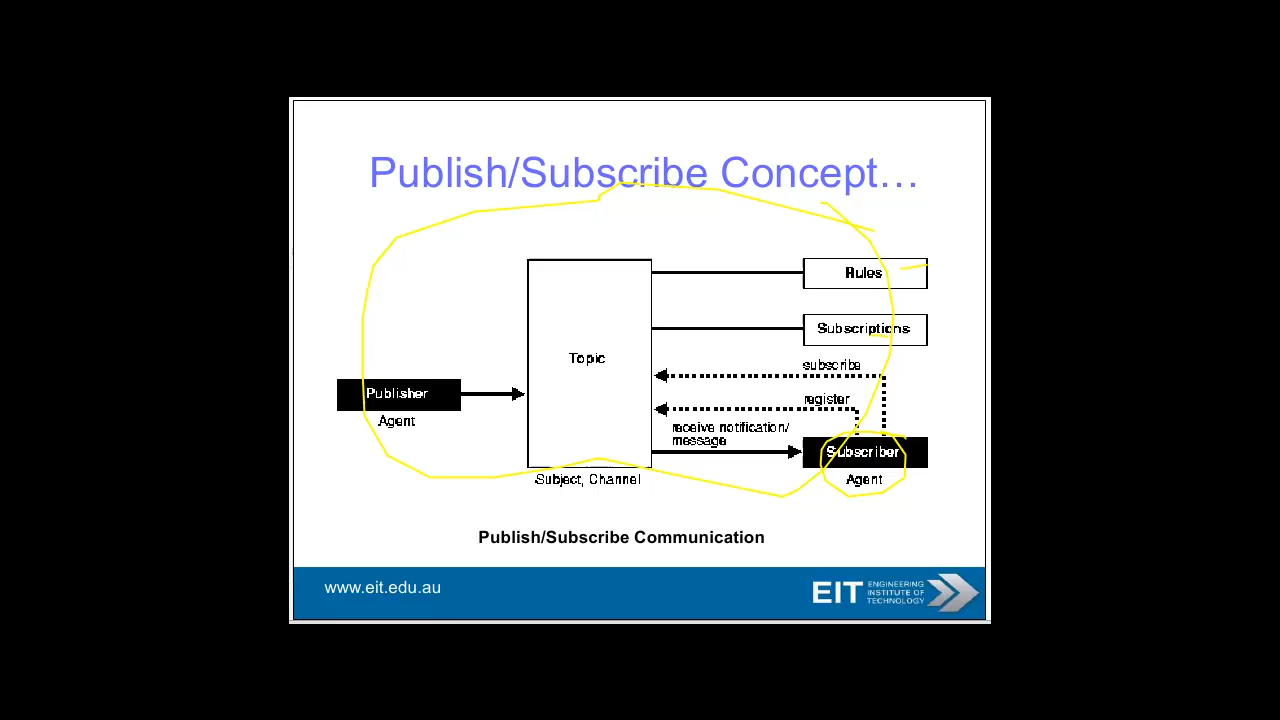 Publish/Subscribe Concept…
Rules
Subscriptions
Topic
subscribe
Publisher
register
Agent
receive notification/
message
Subscriber
Subject, Channel
Agent
Publish/Subscribe Communication
www.eit.edu.au
EIT
ENGINEERING
INSTITUTE OF
TECHNOLOGY